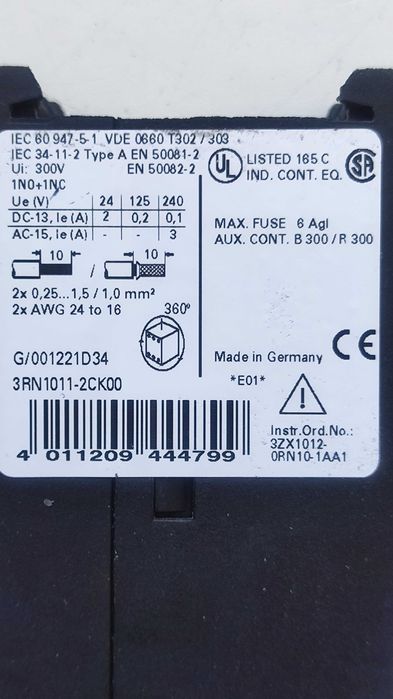 IEC 60 947-5-1, VDE 0660 T302 / 303
IEC 34-11-2 Type A EN 50081-2
Ui: 300V EN 50082-2
1NO+1NC
Ue (V) 24 125 240
DC-13, Ie (A) 2 0,2 0,1
AC-15, Ie (A) - - 3
10 / 10
2x 0,25...1,5 / 1,0 mm²
2x AWG 24 to 16
360°
G/001221D34
3RN1011-2CK00
4 011209 444799
UL LISTED 165 C SA
IND. CONT. EQ.
MAX. FUSE 6 Agl
AUX. CONT. B 300 / R 300
Made in Germany CE
*E01*
Instr.Ord.No.:
3ZX1012-
0RN10-1AA1